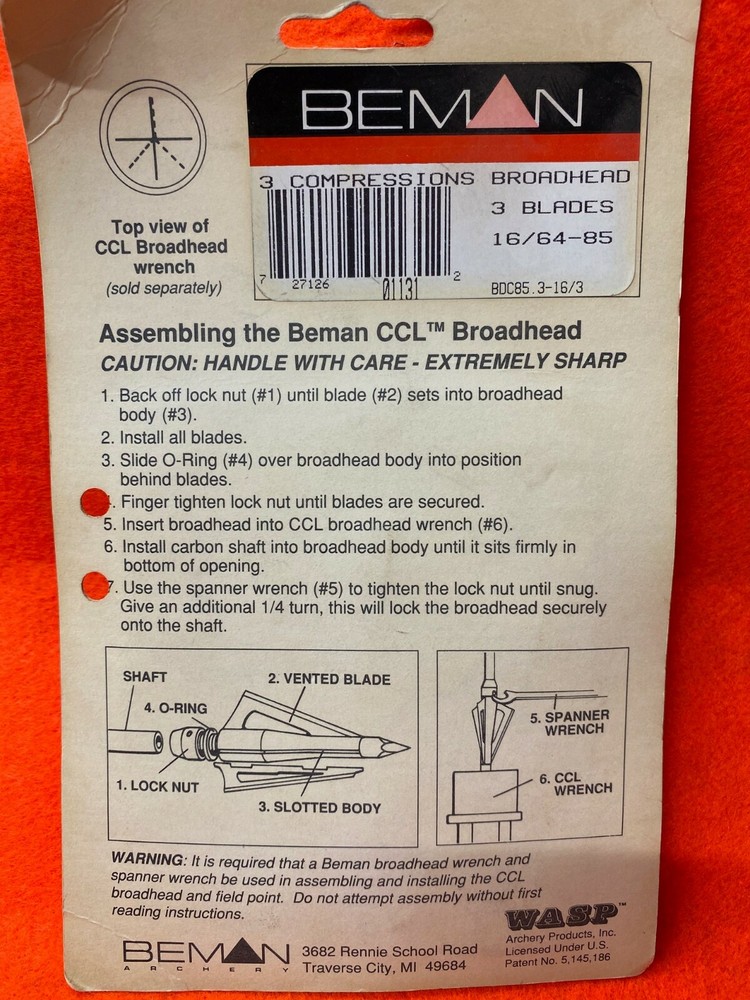 BEMAN
3 COMPRESSIONS BROADHEAD
3 BLADES
16/64-85
7 27126 01131 2
BDC85.3-16/3
Top view of
CCL Broadhead
wrench
(sold separately)
Assembling the Beman CCL™ Broadhead
CAUTION: HANDLE WITH CARE - EXTREMELY SHARP
1. Back off lock nut (#1) until blade (#2) sets into broadhead
body (#3).
2. Install all blades.
3. Slide O-Ring (#4) over broadhead body into position
behind blades.
. Finger tighten lock nut until blades are secured.
5. Insert broadhead into CCL broadhead wrench (#6).
6. Install carbon shaft into broadhead body until it sits firmly in
bottom of opening.
7. Use the spanner wrench (#5) to tighten the lock nut until snug.
Give an additional 1/4 turn, this will lock the broadhead securely
onto the shaft.
SHAFT
2. VENTED BLADE
4. O-RING
1. LOCK NUT
3. SLOTTED BODY
5. SPANNER
WRENCH
6. CCL
WRENCH
WARNING: It is required that a Beman broadhead wrench and
spanner wrench be used in assembling and installing the CCL
broadhead and field point. Do not attempt assembly without first
reading instructions.
WASP™
Archery Products, Inc.
Licensed Under U.S.
Patent No. 5,145,186
BEMAN
ARCHERY
3682 Rennie School Road
Traverse City, MI 49684